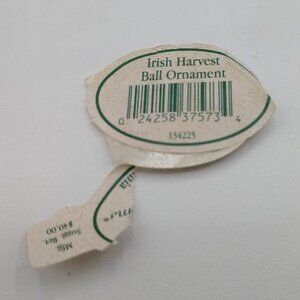 Irish Harvest
Ball Ornament
0 24258 37573 4
134225
Mfg.
Sugg. Ret.
$40.00